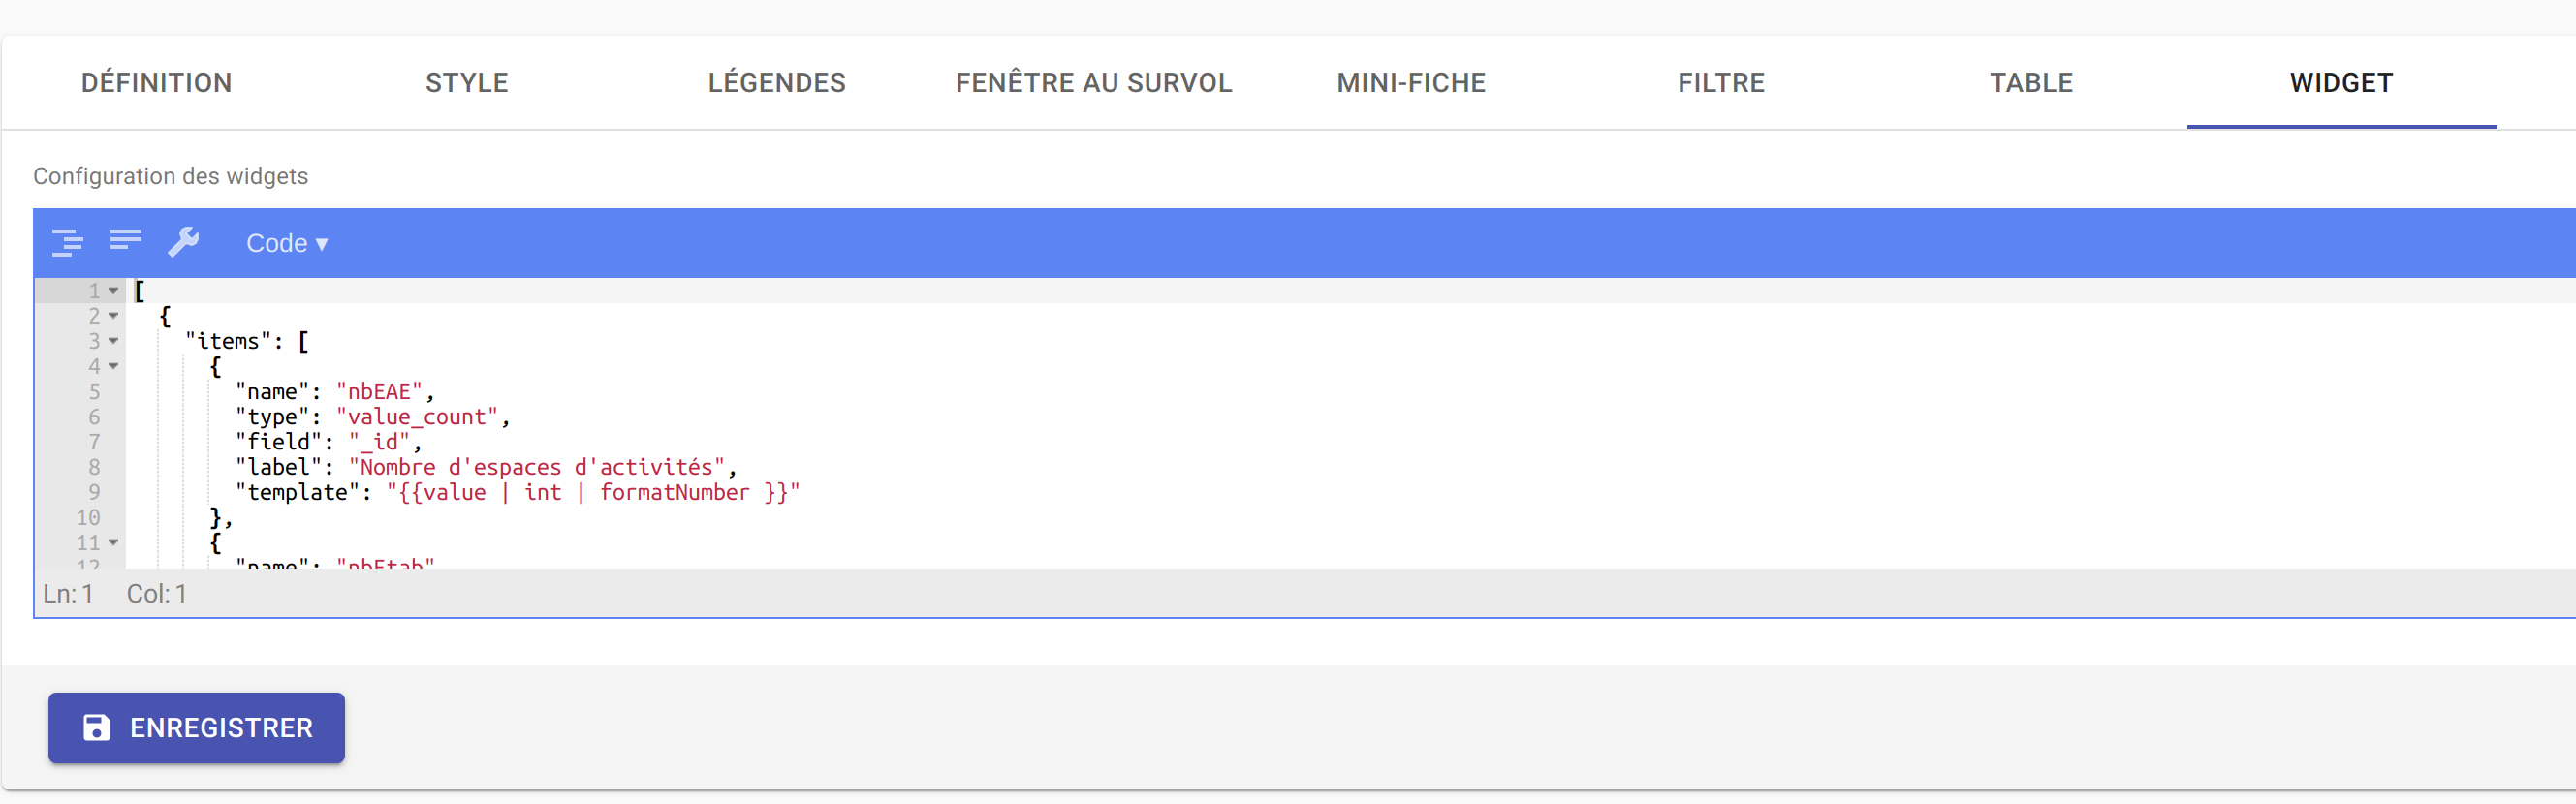 DÉFINITION STYLE LÉGENDES FENÊTRE AU SURVOL MINI-FICHE FILTRE TABLE WIDGET
Configuration des widgets
Code ▾
1 [
2 {
3 "items": [
4 {
5 "name": "nbEAE",
6 "type": "value_count",
7 "field": "_id",
8 "label": "Nombre d'espaces d'activités",
9 "template": "{{value | int | formatNumber }}"
10 },
11 {
12 "name": "nbEtab"
Ln: 1 Col: 1
ENREGISTRER